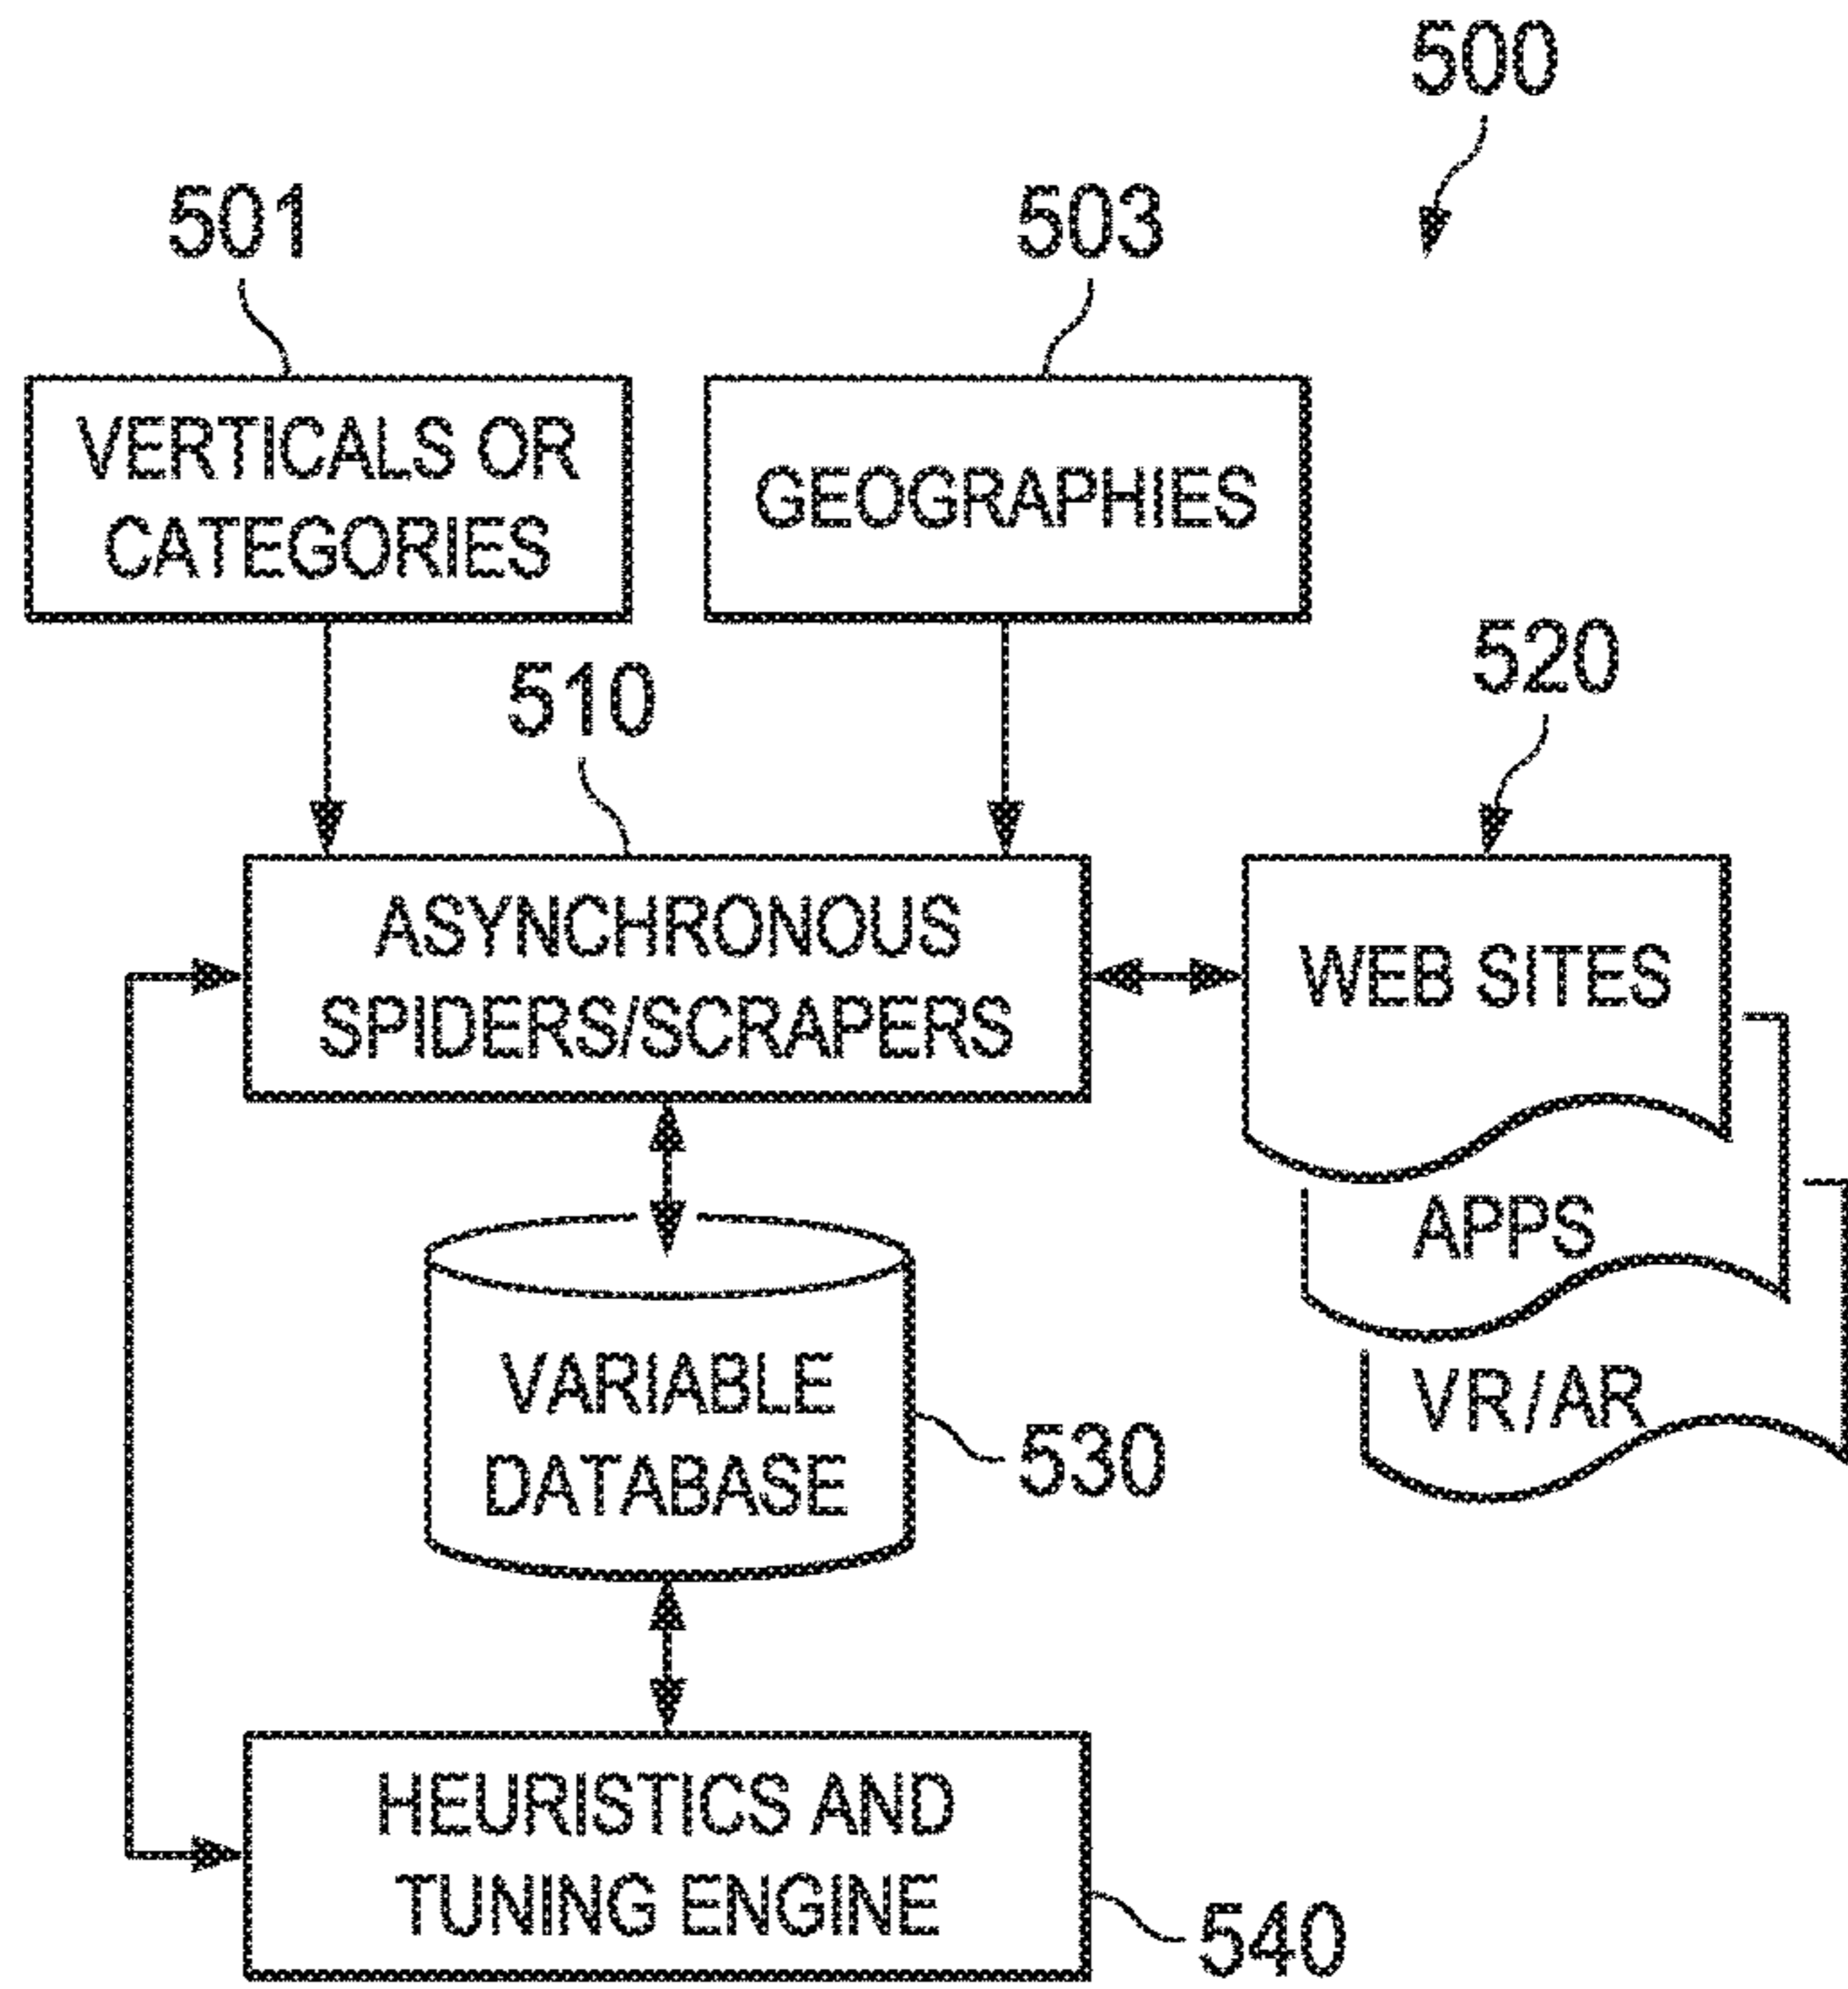 500
501
503
VERTICALS OR
CATEGORIES
GEOGRAPHIES
510
520
ASYNCHRONOUS
SPIDERS/SCRAPERS
WEB SITES
APPS
VR/AR
VARIABLE
DATABASE
530
HEURISTICS AND
TUNING ENGINE
540